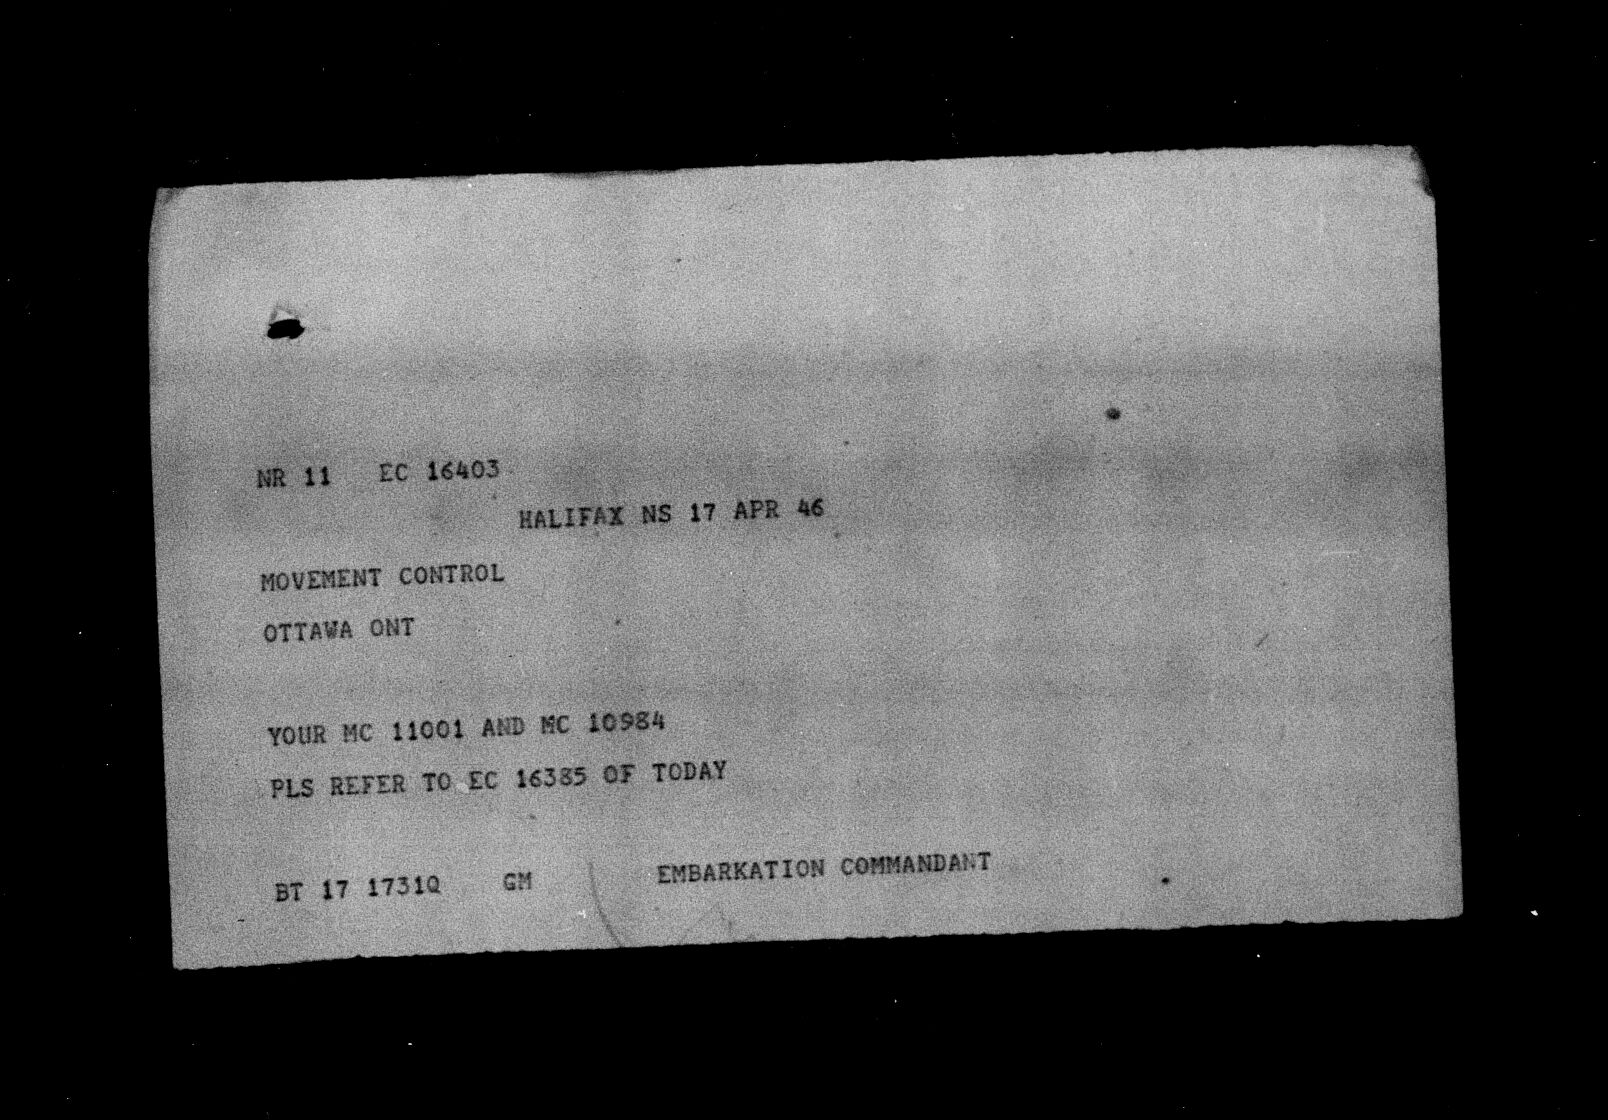 NR 11 EC 16403
HALIFAX NS 17 APR 46
MOVEMENT CONTROL
OTTAWA ONT
YOUR MC 11001 AND MC 10984
PLS REFER TO EC 16385 OF TODAY
BT 17 1731Q GM EMBARKATION COMMANDANT